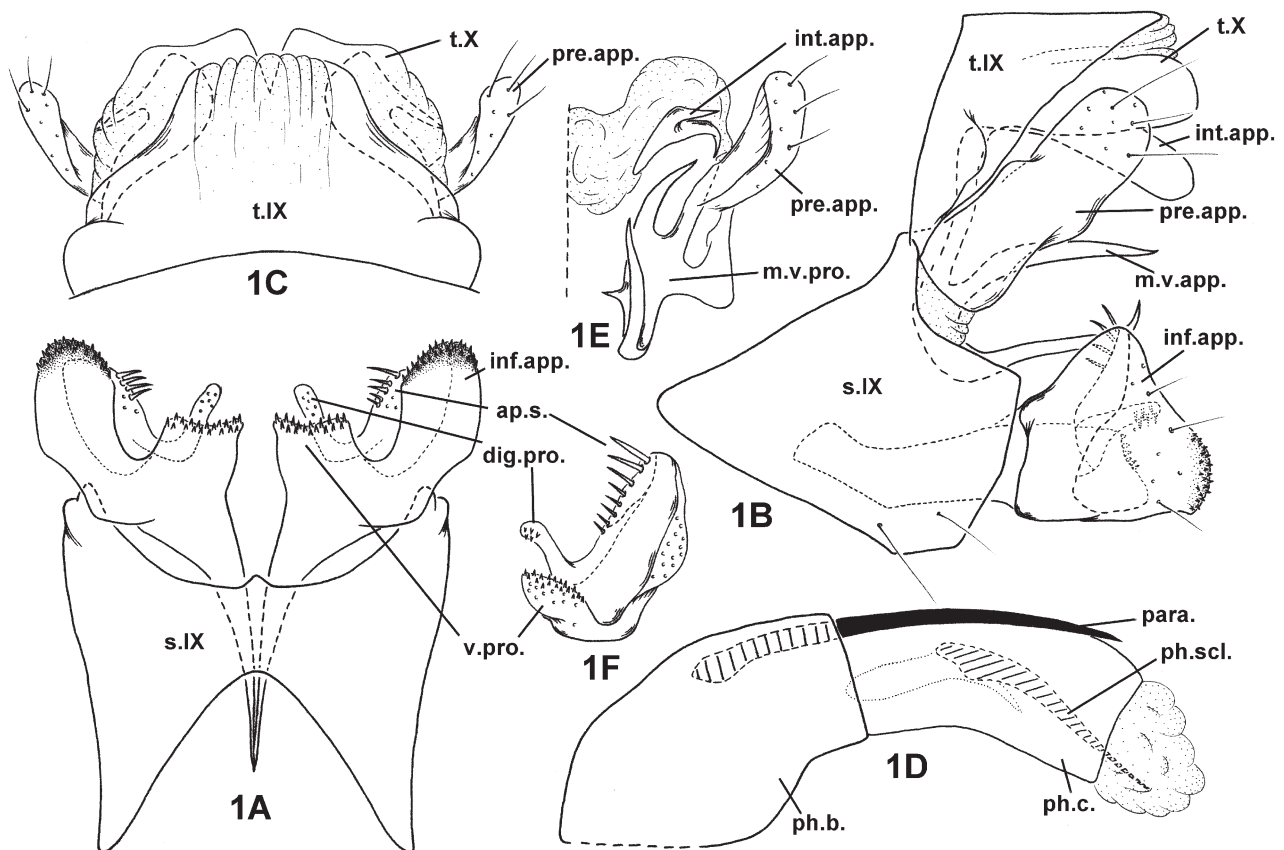 t.X
pre.app.
t.IX
1C
int.app.
pre.app.
m.v.pro.
1E
t.IX
t.X
int.app.
pre.app.
m.v.app.
inf.app.
s.IX
1B
inf.app.
ap.s.
dig.pro.
v.pro.
s.IX
1A
1F
para.
ph.scl.
1D
ph.c.
ph.b.